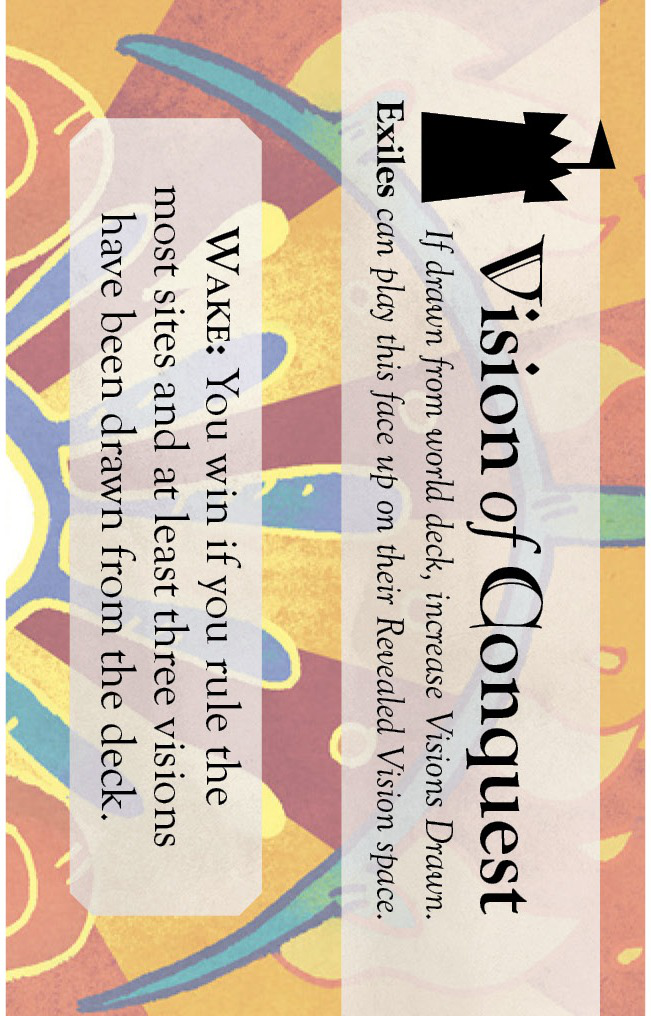 Vision of Conquest
If drawn from world deck, increase Visions Drawn.
Exiles can play this face up on their Revealed Vision space.
WAKE: You win if you rule the
most sites and at least three visions
have been drawn from the deck.